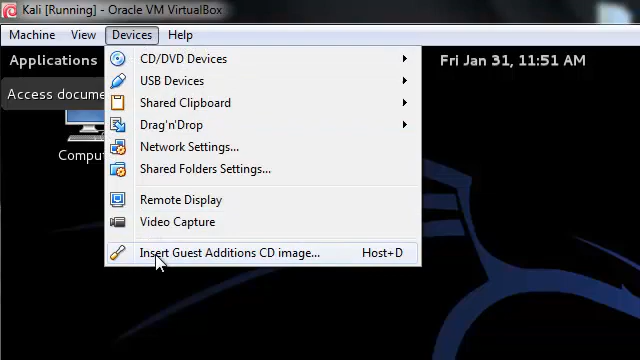 Kali [Running] - Oracle VM VirtualBox
Machine View Devices Help
Applications
Fri Jan 31, 11:51 AM
Access docume
Comput
CD/DVD Devices
USB Devices
Shared Clipboard
Drag'n'Drop
Network Settings...
Shared Folders Settings...
Remote Display
Video Capture
Insert Guest Additions CD image... Host+D